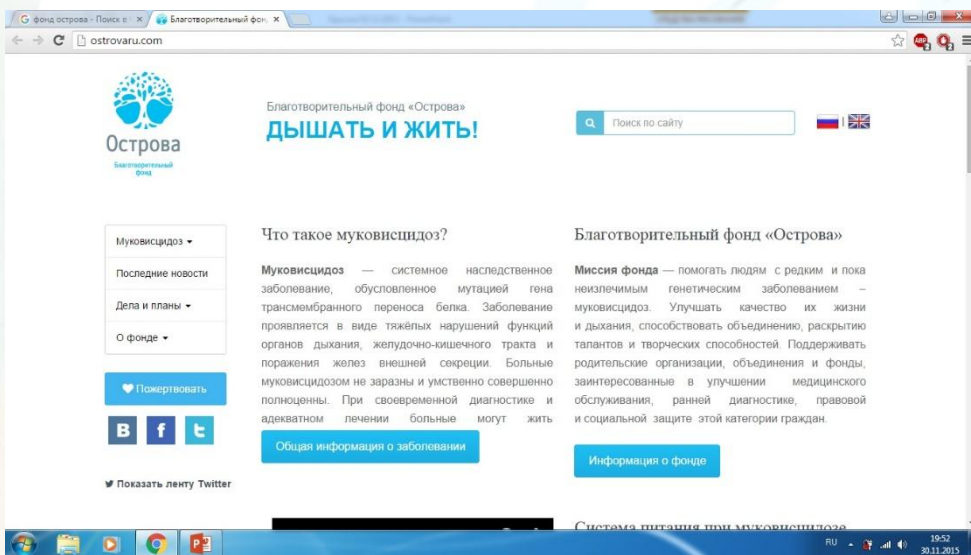 фонд острова - Поиск в
Благотворительный фон
ostrovaru.com
ABP
2
2
Острова
Благотворительный
фонд
Благотворительный фонд «Острова»
ДЫШАТЬ И ЖИТЬ!
Поиск по сайту
|
Муковисцидоз
Последние новости
Дела и планы
О фонде
Пожертвовать
В f t
Показать ленту Twitter
Что такое муковисцидоз?
Муковисцидоз — системное наследственное
заболевание, обусловленное мутацией гена
трансмембранного переноса белка. Заболевание
проявляется в виде тяжёлых нарушений функций
органов дыхания, желудочно-кишечного тракта и
поражения желез внешней секреции. Больные
муковисцидозом не заразны и умственно совершенно
полноценны. При своевременной диагностике и
адекватном лечении больные могут жить
Общая информация о заболевании
Благотворительный фонд «Острова»
Миссия фонда — помогать людям с редким и пока
неизлечимым генетическим заболеванием –
муковисцидоз. Улучшать качество их жизни
и дыхания, способствовать объединению, раскрытию
талантов и творческих способностей. Поддерживать
родительские организации, объединения и фонды,
заинтересованные в улучшении медицинского
обслуживания, ранней диагностике, правовой
и социальной защите этой категории граждан.
Информация о фонде
Система питания при муковисцидозе
RU
19:52
30.11.2015